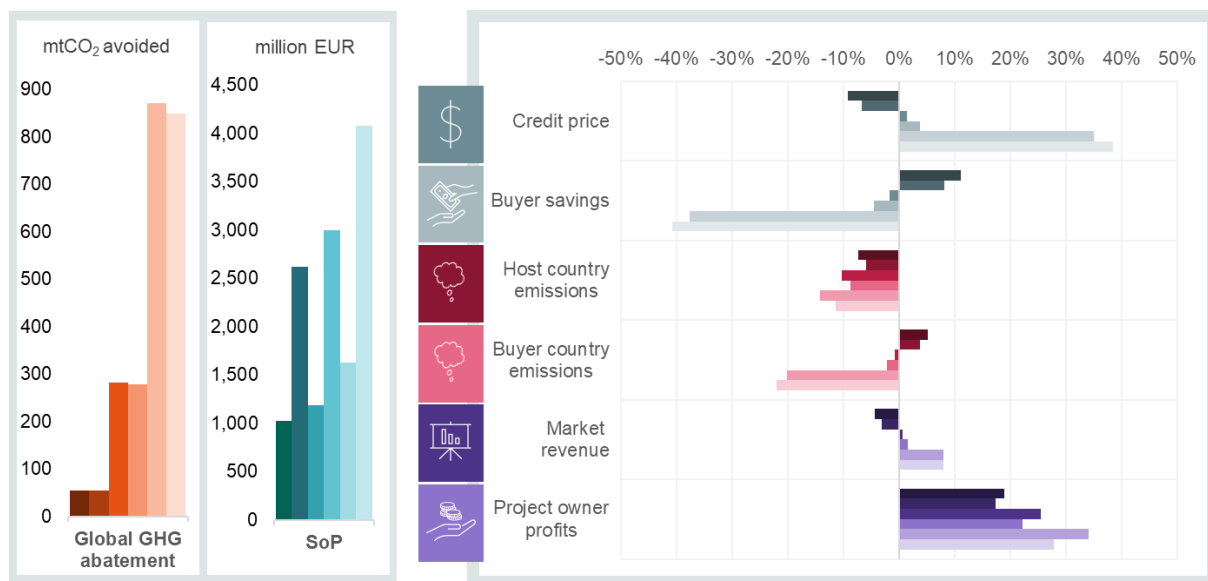 mtCO₂ avoided
900
800
700
600
500
400
300
200
100
0
Global GHG
abatement
million EUR
4,500
4,000
3,500
3,000
2,500
2,000
1,500
1,000
500
0
SoP
-50% -40% -30% -20% -10% 0% 10% 20% 30% 40% 50%
$
Credit price
Buyer savings
Host country
emissions
Buyer country
emissions
Market
revenue
Project owner
profits